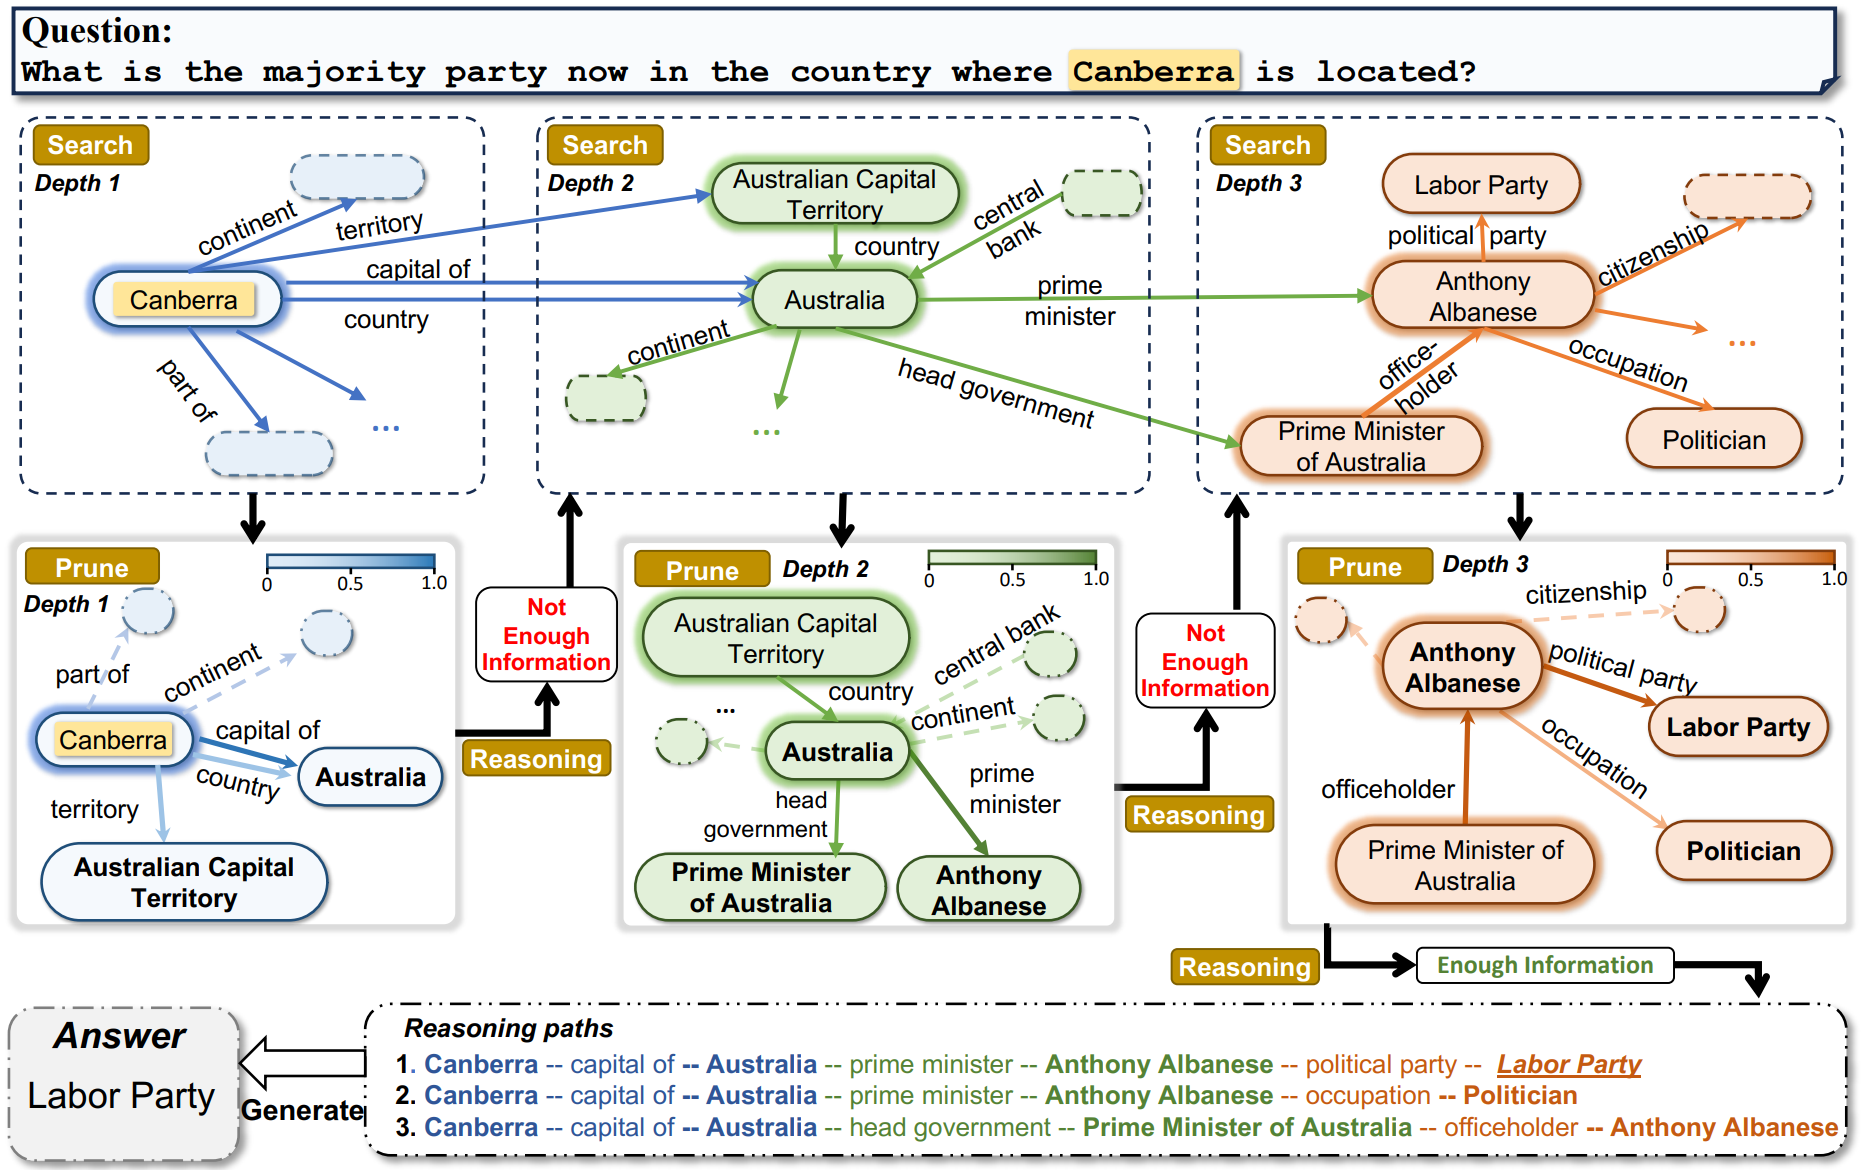 Question:
What is the majority party now in the country where Canberra is located?
Search
Depth 1
continent
territory
capital of
Canberra
country
part of
...
Search
Depth 2
Australian Capital
Territory
central
bank
country
Australia
prime
minister
continent
head government
...
Search
Depth 3
Labor Party
political party
citizenship
Anthony
Albanese
...
office-
holder
occupation
Prime Minister
of Australia
Politician
Prune
Depth 1
0 0.5 1.0
part of
continent
Canberra
capital of
country
Australia
territory
Australian Capital
Territory
Reasoning
Not
Enough
Information
Prune
Depth 2
0 0.5 1.0
Australian Capital
Territory
central bank
country
continent
...
Australia
head
government
prime
minister
Prime Minister
of Australia
Anthony
Albanese
Reasoning
Not
Enough
Information
Prune
Depth 3
0 0.5 1.0
citizenship
Anthony
Albanese
political party
Labor Party
occupation
officeholder
Prime Minister of
Australia
Politician
Reasoning
Enough Information
Reasoning paths
1. Canberra -- capital of -- Australia -- prime minister -- Anthony Albanese -- political party -- Labor Party
2. Canberra -- capital of -- Australia -- prime minister -- Anthony Albanese -- occupation -- Politician
3. Canberra -- capital of -- Australia -- head government -- Prime Minister of Australia -- officeholder -- Anthony Albanese
Generate
Answer
Labor Party